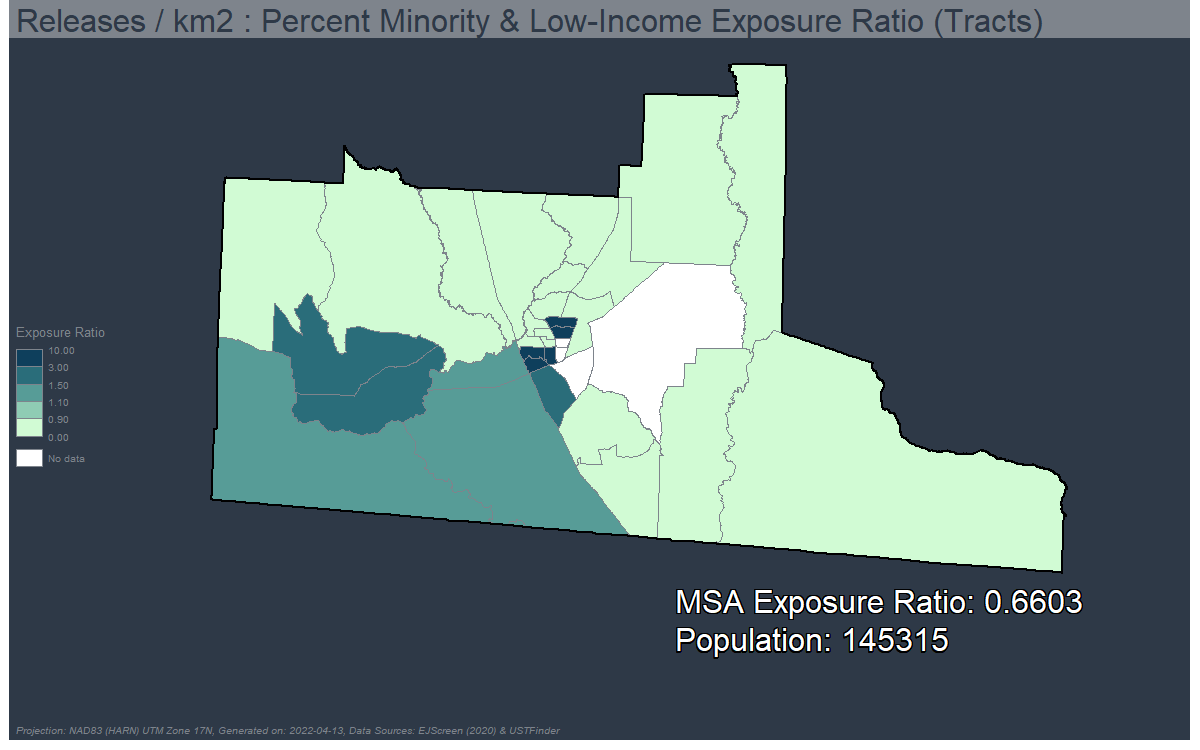 Releases / km2 : Percent Minority & Low-Income Exposure Ratio (Tracts)
Exposure Ratio
10.00
3.00
1.50
1.10
0.90
0.00
No data
MSA Exposure Ratio: 0.6603
Population: 145315
Projection: NAD83 (HARN) UTM Zone 17N, Generated on: 2022-04-13, Data Sources: EJScreen (2020) & USTFinder